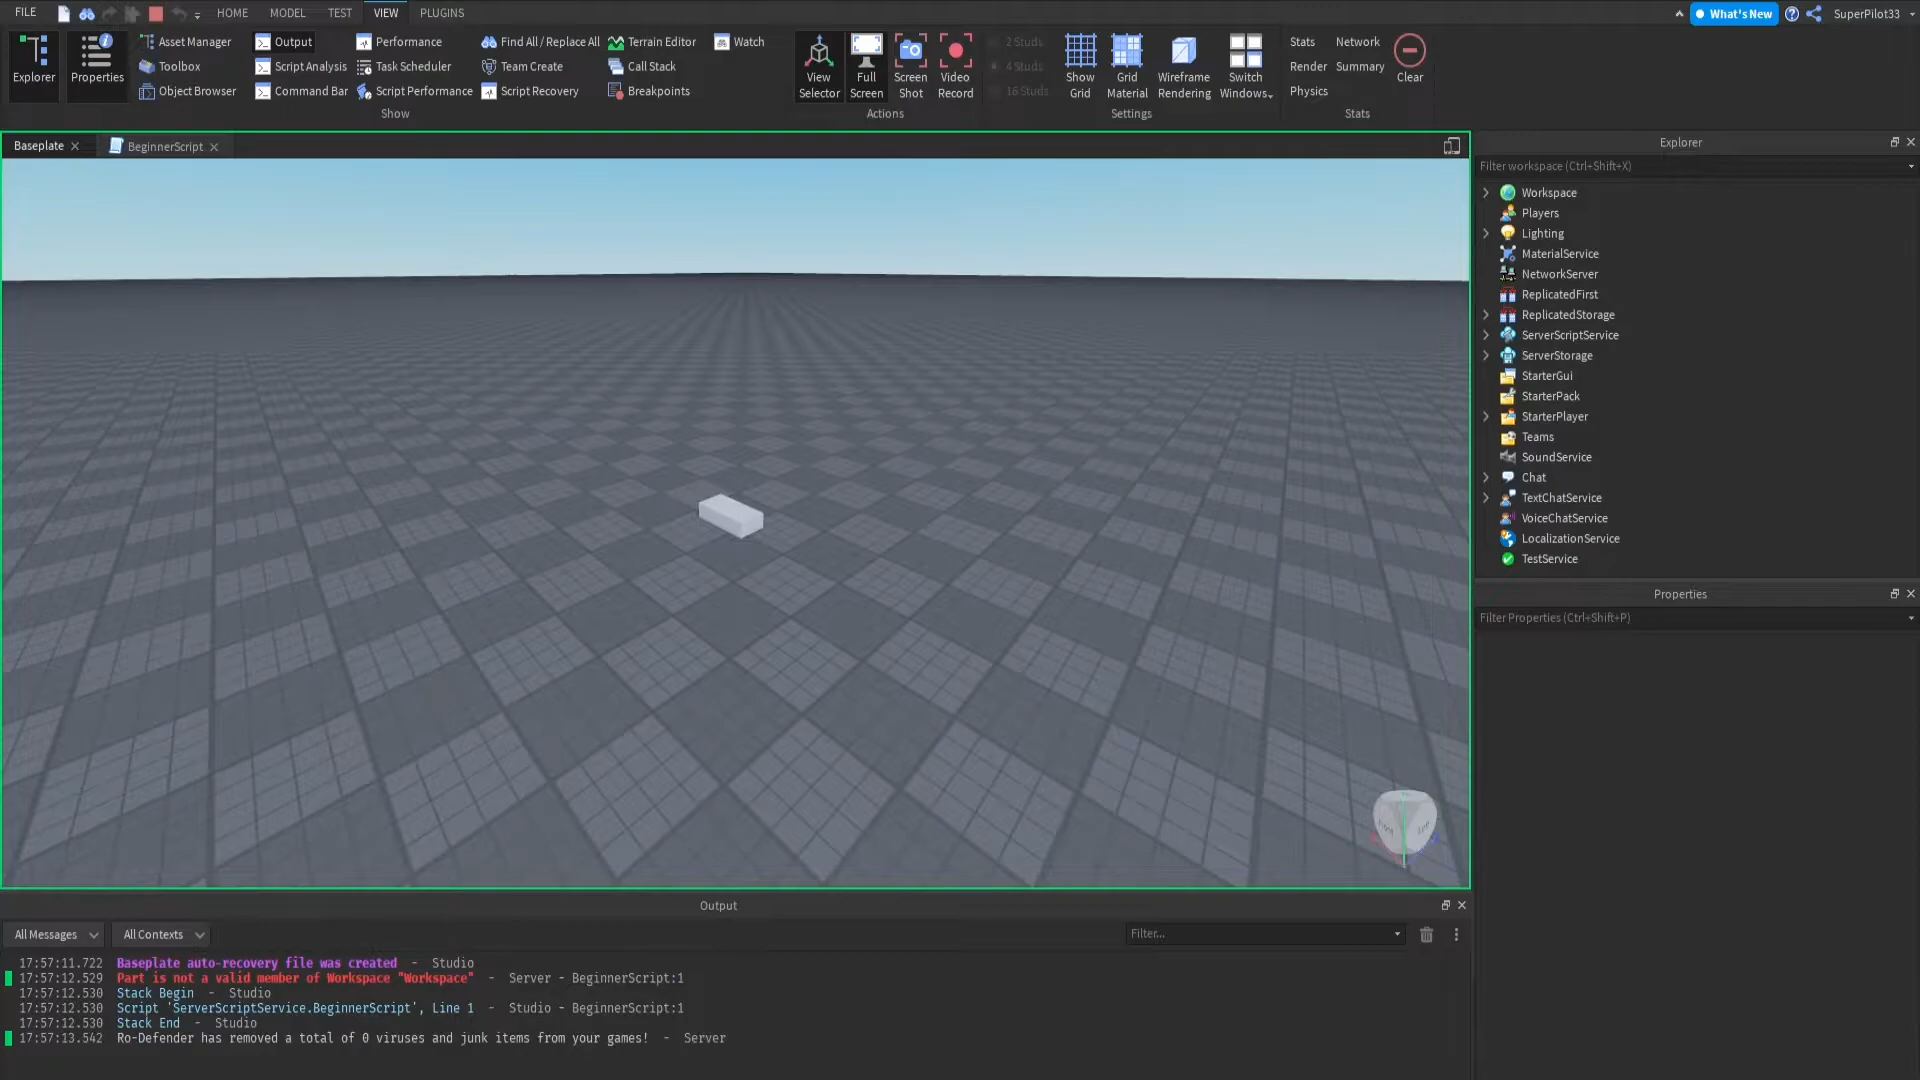 FILE HOME MODEL TEST VIEW PLUGINS What's New SuperPilot33
Explorer
Properties
Asset Manager
Toolbox
Object Browser
Output
Script Analysis
Command Bar
Performance
Task Scheduler
Script Performance
Find All / Replace All
Team Create
Script Recovery
Terrain Editor
Call Stack
Breakpoints
Watch
Show
View Selector
Full Screen
Screen Shot
Video Record
Actions
2 Studs
4 Studs
16 Studs
Show Grid
Grid Material
Wireframe Rendering
Switch Windows
Settings
Stats
Render
Physics
Network
Summary
Clear
Stats
Baseplate BeginnerScript
Front Left
Explorer
Filter workspace (Ctrl+Shift+X)
Workspace
Players
Lighting
MaterialService
NetworkServer
ReplicatedFirst
ReplicatedStorage
ServerScriptService
ServerStorage
StarterGui
StarterPack
StarterPlayer
Teams
SoundService
Chat
TextChatService
VoiceChatService
LocalizationService
TestService
Properties
Filter Properties (Ctrl+Shift+P)
Output
All Messages All Contexts Filter...
17:57:11.722 Baseplate auto-recovery file was created - Studio
17:57:12.529 Part is not a valid member of Workspace "Workspace" - Server - BeginnerScript:1
17:57:12.530 Stack Begin - Studio
17:57:12.530 Script 'ServerScriptService.BeginnerScript', Line 1 - Studio - BeginnerScript:1
17:57:12.530 Stack End - Studio
17:57:13.542 Ro-Defender has removed a total of 0 viruses and junk items from your games! - Server